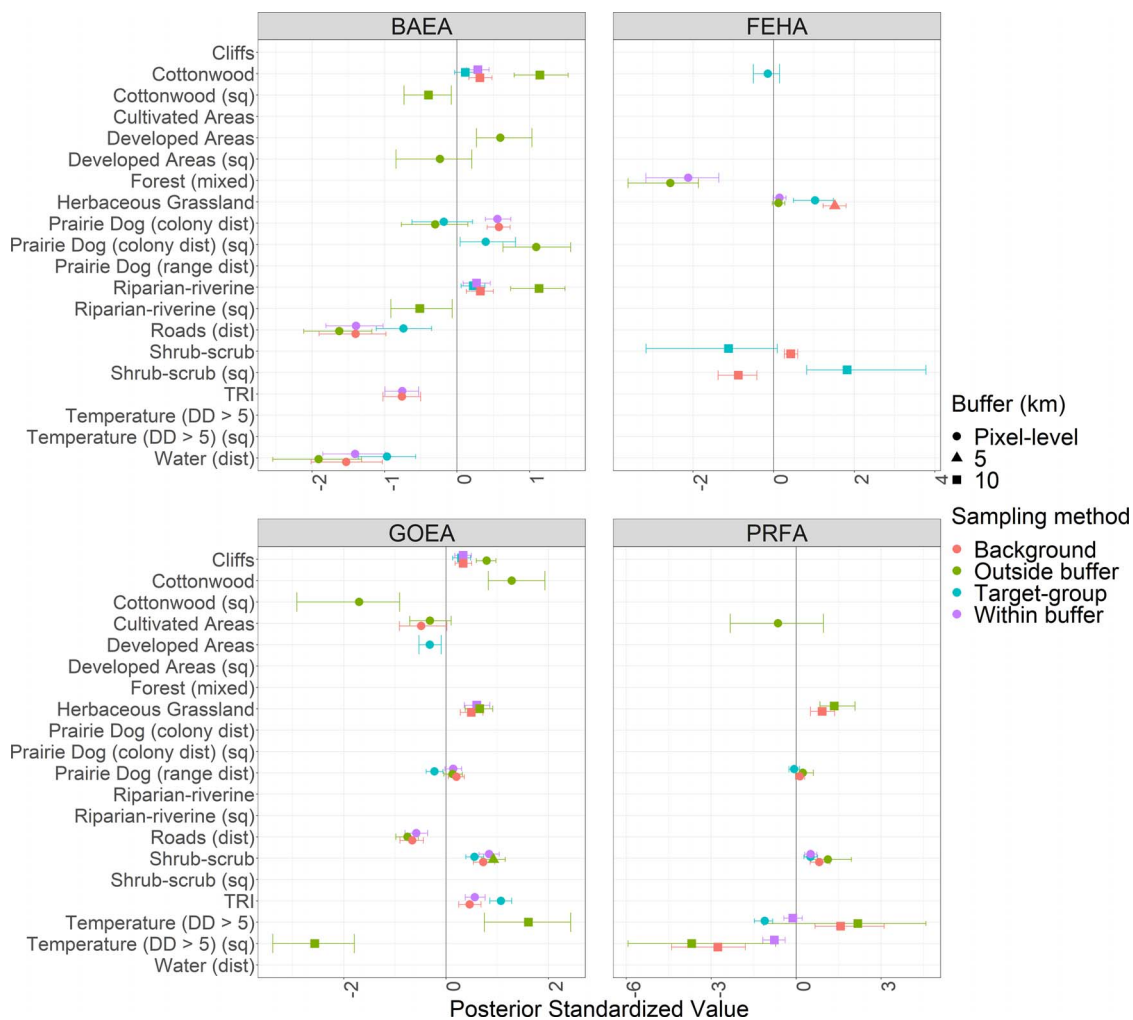 BAEA
FEHA
Cliffs
Cottonwood
Cottonwood (sq)
Cultivated Areas
Developed Areas
Developed Areas (sq)
Forest (mixed)
Herbaceous Grassland
Prairie Dog (colony dist)
Prairie Dog (colony dist) (sq)
Prairie Dog (range dist)
Riparian-riverine
Riparian-riverine (sq)
Roads (dist)
Shrub-scrub
Shrub-scrub (sq)
TRI
Temperature (DD > 5)
Temperature (DD > 5) (sq)
Water (dist)
-2 -1 0 1
-2 0 2 4
Buffer (km)
Pixel-level
5
10
Sampling method
Background
Outside buffer
Target-group
Within buffer
GOEA
PRFA
Cliffs
Cottonwood
Cottonwood (sq)
Cultivated Areas
Developed Areas
Developed Areas (sq)
Forest (mixed)
Herbaceous Grassland
Prairie Dog (colony dist)
Prairie Dog (colony dist) (sq)
Prairie Dog (range dist)
Riparian-riverine
Riparian-riverine (sq)
Roads (dist)
Shrub-scrub
Shrub-scrub (sq)
TRI
Temperature (DD > 5)
Temperature (DD > 5) (sq)
Water (dist)
-2 0 2
-6 -3 0 3
Posterior Standardized Value